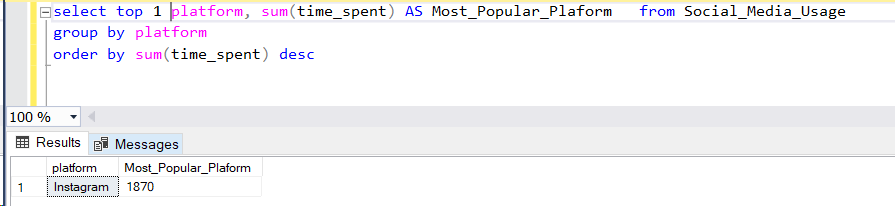 select top 1 platform, sum(time_spent) AS Most_Popular_Plaform from Social_Media_Usage
group by platform
order by sum(time_spent) desc
100 %
Results Messages
platform Most_Popular_Plaform
1 Instagram 1870